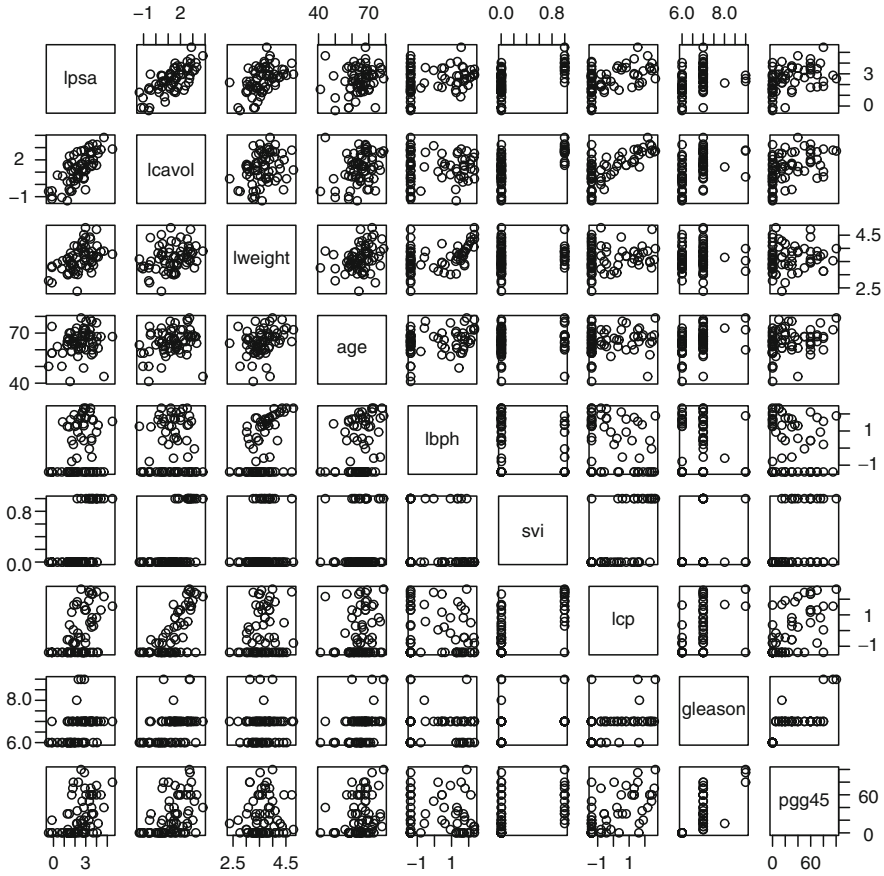 −1 2 40 70 0.0 0.8 6.0 8.0
lpsa 0 3
−1 2 lcavol
lweight 2.5 4.5
40 70 age
lbph −1 1
0.0 0.8 svi
lcp −1 1
6.0 8.0 gleason
pgg45 0 60
0 3 2.5 4.5 −1 1 −1 1 0 60